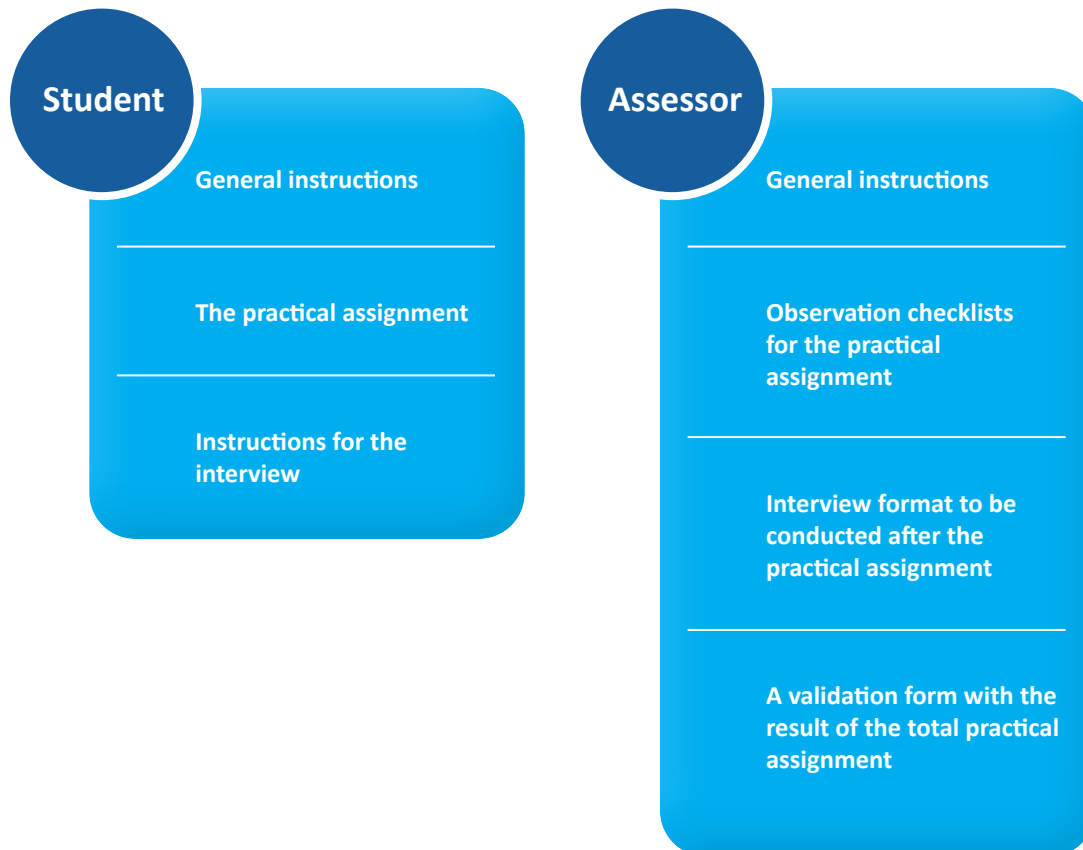 Student
General instructions
The practical assignment
Instructions for the
interview
Assessor
General instructions
Observation checklists
for the practical
assignment
Interview format to be
conducted after the
practical assignment
A validation form with the
result of the total practical
assignment